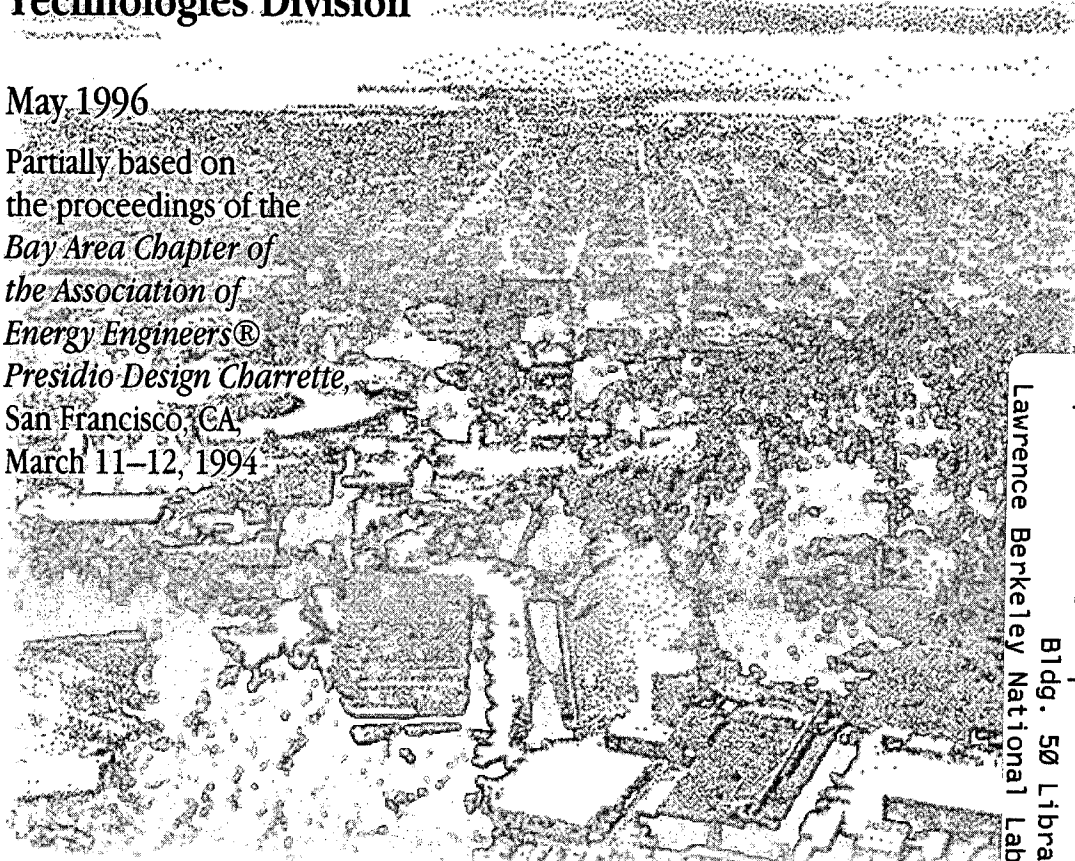 Technologies Division
May 1996
Partially based on
the proceedings of the
Bay Area Chapter of
the Association of
Energy Engineers®
Presidio Design Charrette,
San Francisco, CA,
March 11–12, 1994
Bldg. 50 Libra
Lawrence Berkeley National Lab